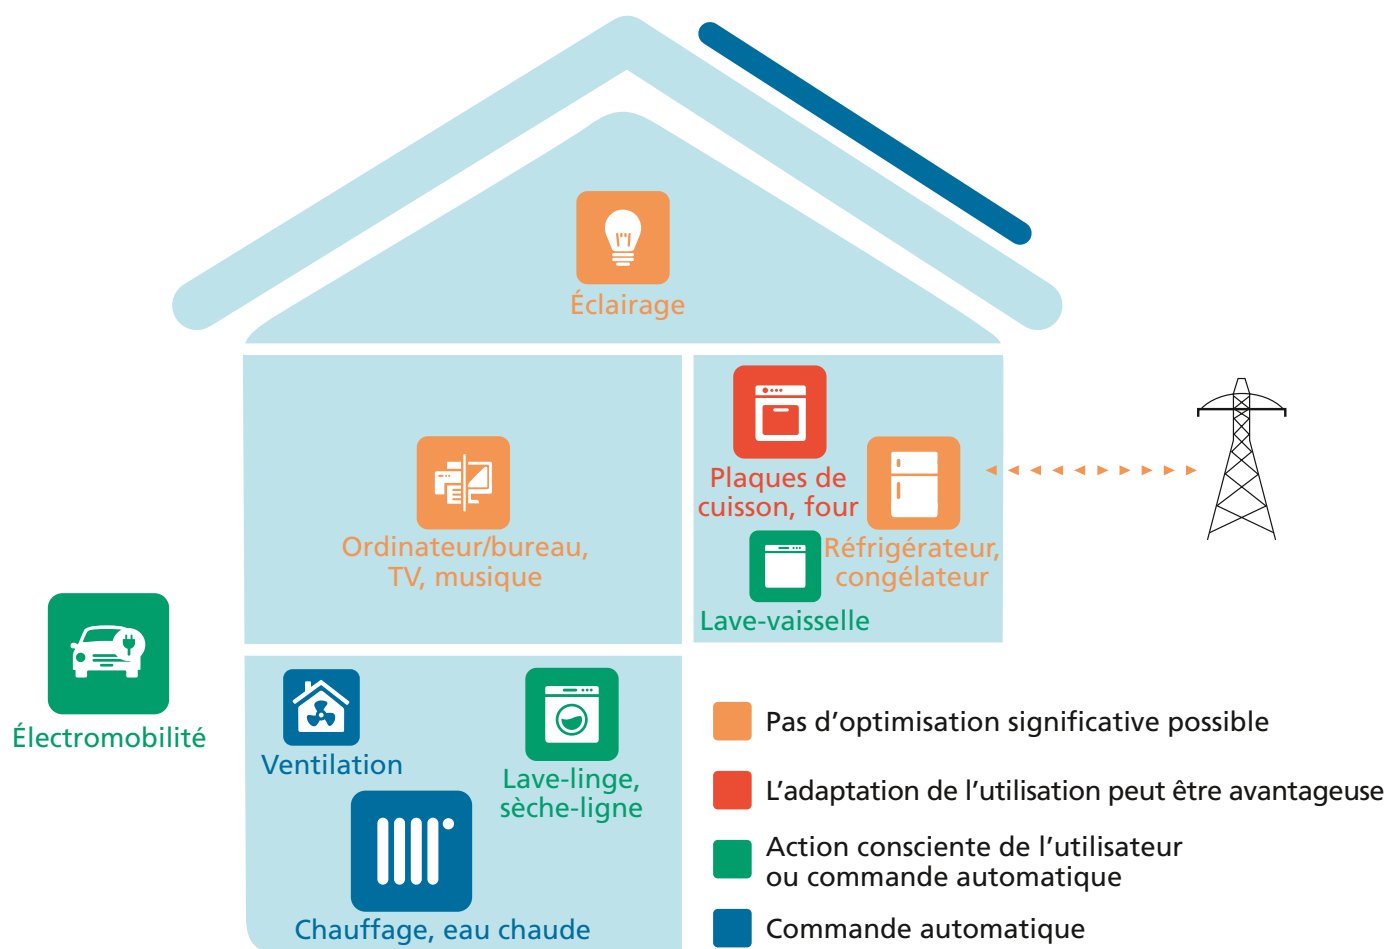 Éclairage
Ordinateur/bureau,
TV, musique
Plaques de
cuisson, four
Réfrigérateur,
congélateur
Lave-vaisselle
Électromobilité
Ventilation
Lave-linge,
sèche-ligne
Chauffage, eau chaude
Pas d’optimisation significative possible
L’adaptation de l’utilisation peut être avantageuse
Action consciente de l’utilisateur
ou commande automatique
Commande automatique